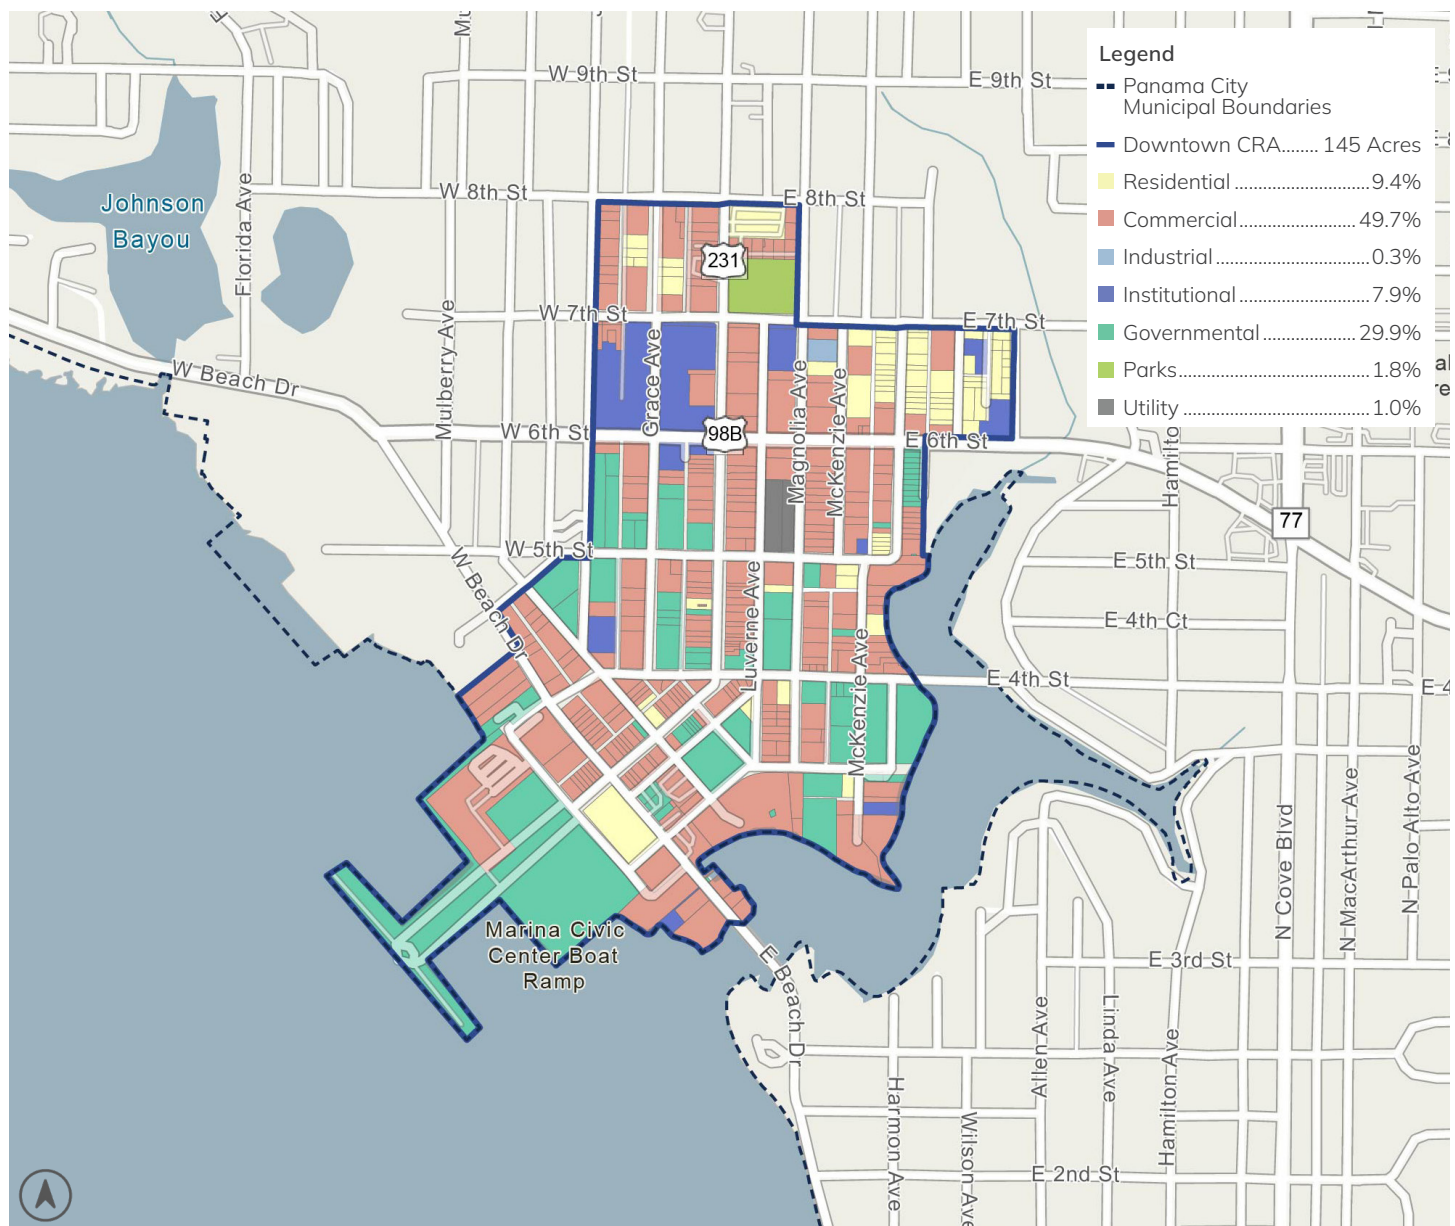 Legend
Panama City
Municipal Boundaries
Downtown CRA....... 145 Acres
Residential ..............................9.4%
Commercial......................... 49.7%
Industrial...................................0.3%
Institutional .............................7.9%
Governmental .......................29.9%
Parks.......................................... 1.8%
Utility ......................................... 1.0%
W 9th St
E 9th St
W 8th St
E 8th St
Johnson
Bayou
Florida Ave
231
W 7th St
E 7th St
Mulberry Ave
Grace Ave
Magnolia Ave
McKenzie Ave
W Beach Dr
W 6th St
98B
E 6th St
Hamilton
77
W 5th St
E 5th St
W Beach Dr
Luverne Ave
E 4th Ct
McKenzie Ave
E 4th St
E 4
N Cove Blvd
N MacArthur Ave
N Palo Alto Ave
Marina Civic
Center Boat
Ramp
E Beach Dr
E 3rd St
Allen Ave
Linda Ave
Hamilton Ave
Harmon Ave
Wilson Ave
E 2nd St